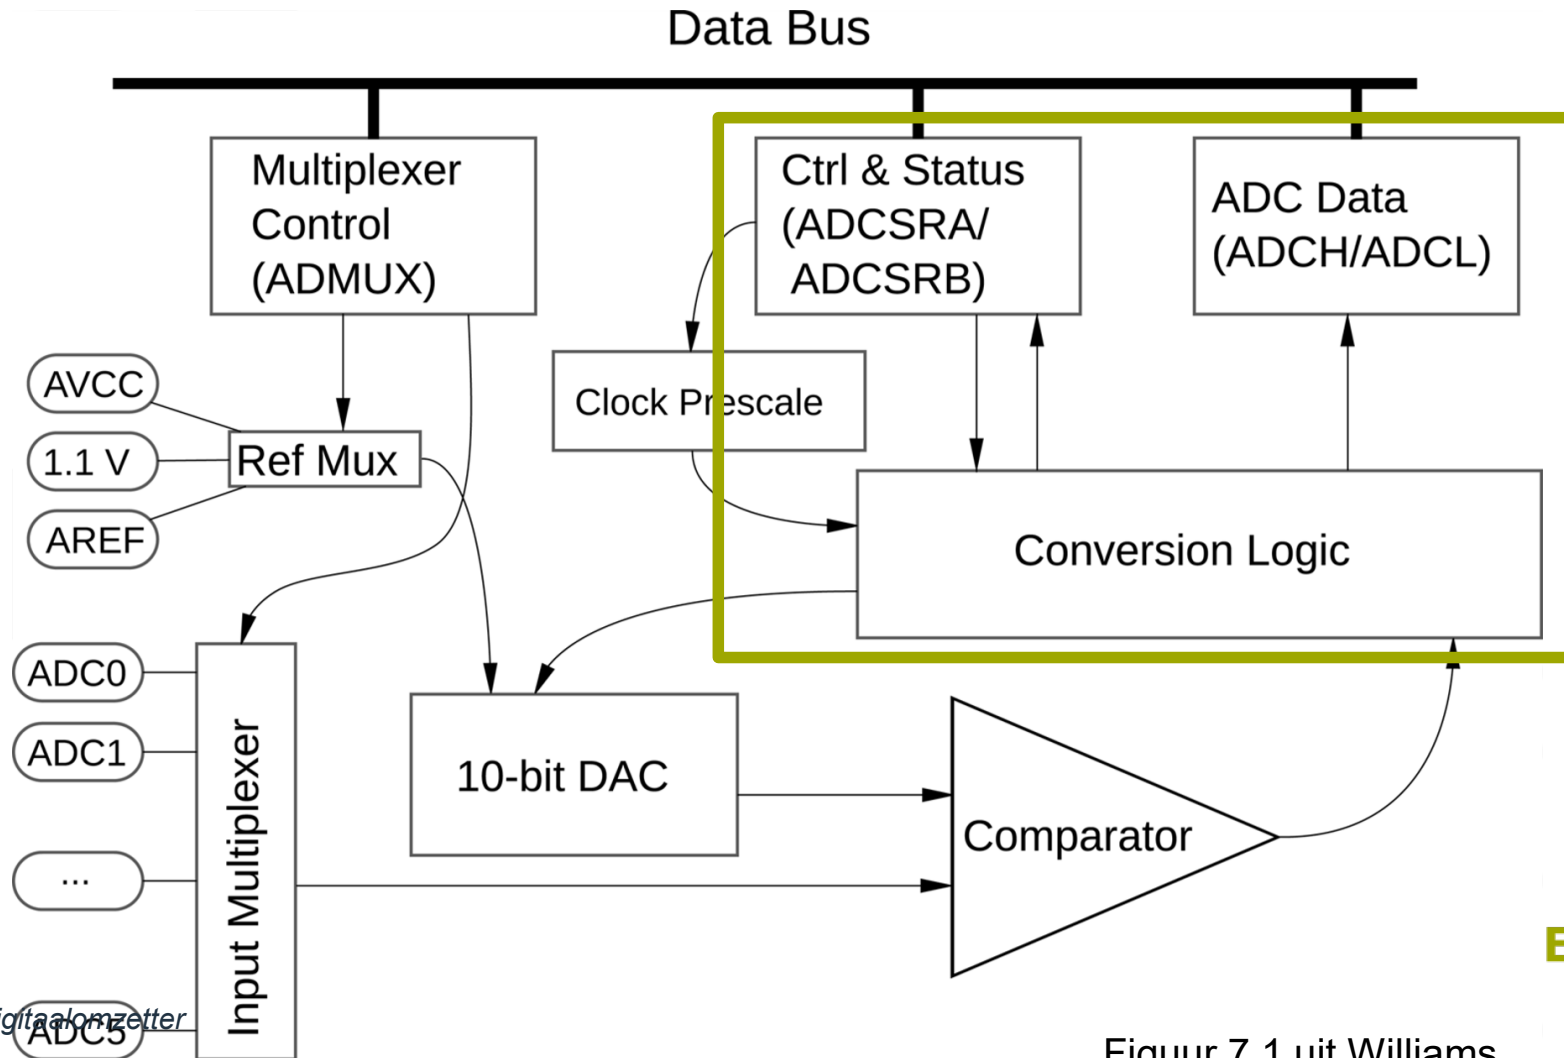 Data Bus
Multiplexer
Control
(ADMUX)
Ctrl & Status
(ADCSRA/
ADCSRB)
ADC Data
(ADCH/ADCL)
AVCC
1.1 V
AREF
Ref Mux
Clock Prescale
Conversion Logic
ADC0
ADC1
...
ADC5
Input Multiplexer
10-bit DAC
Comparator
E
igitaalomzetter
Figuur 7.1 uit Williams